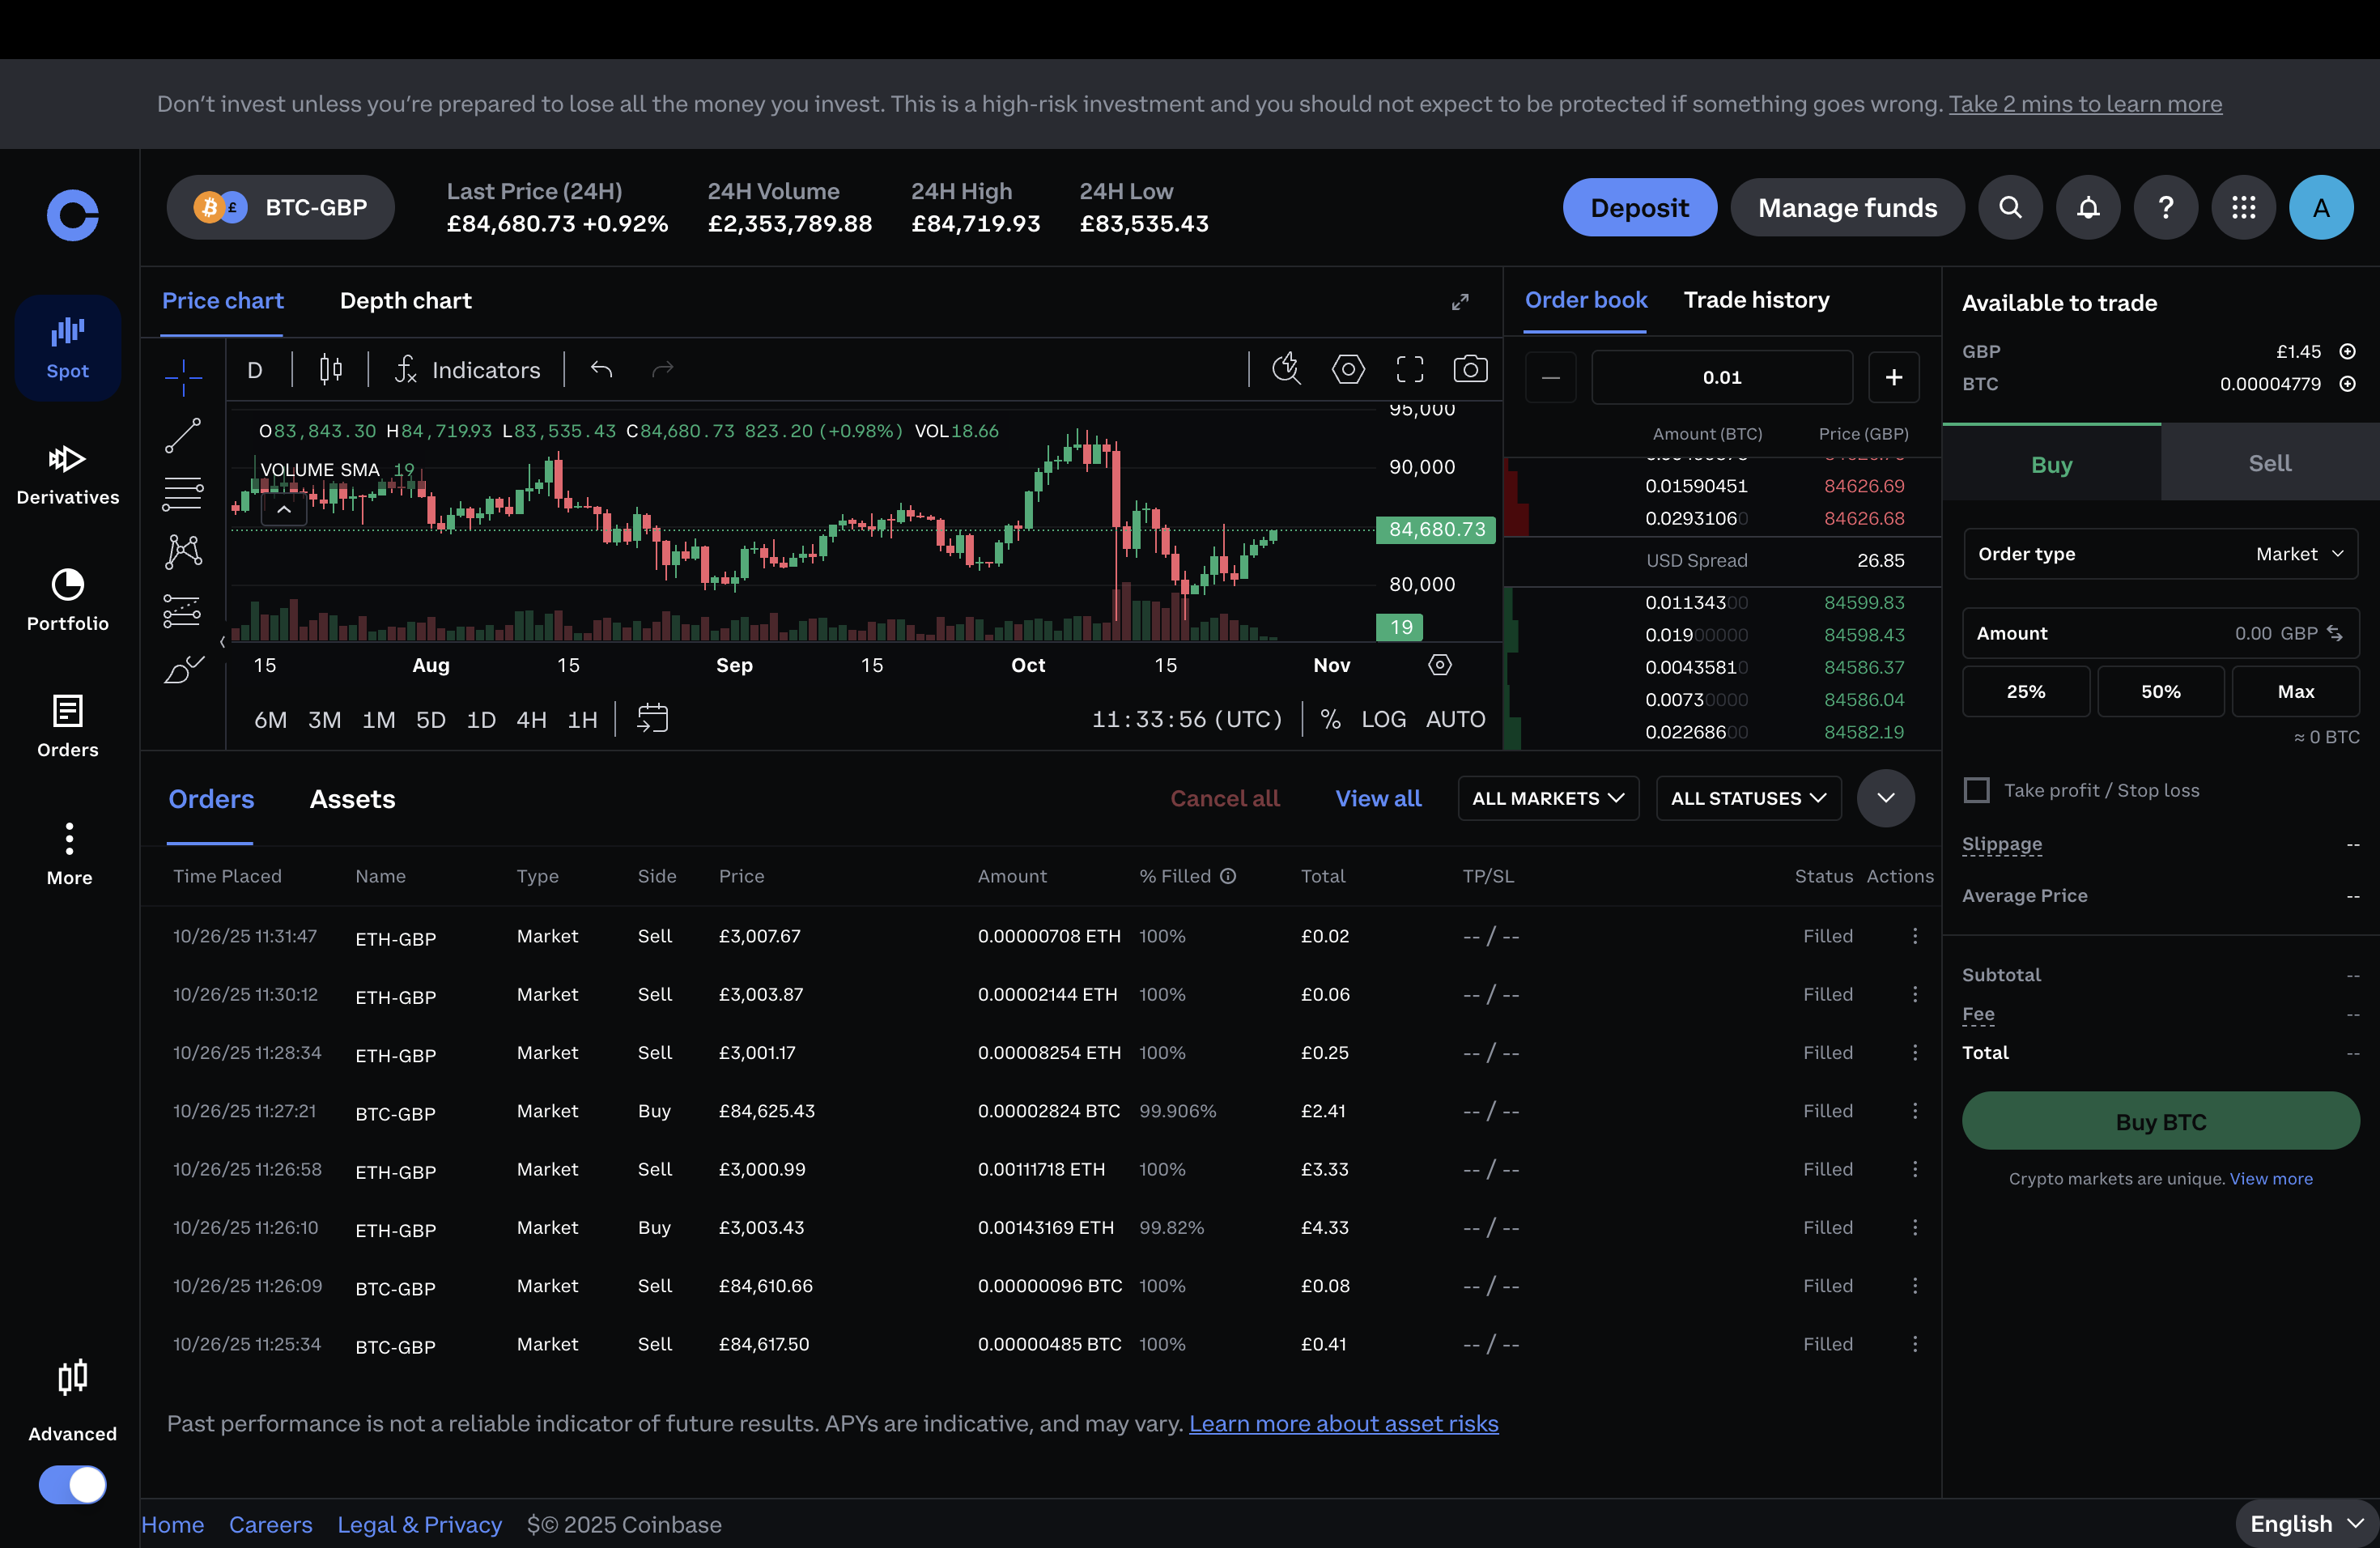 Don't invest unless you're prepared to lose all the money you invest. This is a high-risk investment and you should not expect to be protected if something goes wrong. Take 2 mins to learn more
BTC-GBP
Last Price (24H)
£84,680.73 +0.92%
24H Volume
£2,353,789.88
24H High
£84,719.93
24H Low
£83,535.43
Deposit
Manage funds
?
A
Spot
Derivatives
Portfolio
Orders
More
Advanced
Price chart
Depth chart
D
Indicators
O83,843.30 H84,719.93 L83,535.43 C84,680.73 823.20 (+0.98%) VOL18.66
VOLUME SMA 19
95,000
90,000
84,680.73
80,000
19
15 Aug 15 Sep 15 Oct 15 Nov
6M 3M 1M 5D 1D 4H 1H
11:33:56 (UTC) % LOG AUTO
Order book
Trade history
0.01
Amount (BTC) Price (GBP)
0.01590451 84626.69
0.02931060 84626.68
USD Spread 26.85
0.01134300 84599.83
0.01900000 84598.43
0.00435810 84586.37
0.00730000 84586.04
0.02268600 84582.19
Available to trade
GBP £1.45
BTC 0.00004779
Buy
Sell
Order type Market
Amount 0.00 GBP
25% 50% Max
≈ 0 BTC
Take profit / Stop loss
Slippage --
Average Price --
Subtotal --
Fee --
Total --
Buy BTC
Crypto markets are unique. View more
Orders
Assets
Cancel all
View all
ALL MARKETS
ALL STATUSES
Time Placed Name Type Side Price Amount % Filled Total TP/SL Status Actions
10/26/25 11:31:47 ETH-GBP Market Sell £3,007.67 0.00000708 ETH 100% £0.02 -- / -- Filled
10/26/25 11:30:12 ETH-GBP Market Sell £3,003.87 0.00002144 ETH 100% £0.06 -- / -- Filled
10/26/25 11:28:34 ETH-GBP Market Sell £3,001.17 0.00008254 ETH 100% £0.25 -- / -- Filled
10/26/25 11:27:21 BTC-GBP Market Buy £84,625.43 0.00002824 BTC 99.906% £2.41 -- / -- Filled
10/26/25 11:26:58 ETH-GBP Market Sell £3,000.99 0.00111718 ETH 100% £3.33 -- / -- Filled
10/26/25 11:26:10 ETH-GBP Market Buy £3,003.43 0.00143169 ETH 99.82% £4.33 -- / -- Filled
10/26/25 11:26:09 BTC-GBP Market Sell £84,610.66 0.00000096 BTC 100% £0.08 -- / -- Filled
10/26/25 11:25:34 BTC-GBP Market Sell £84,617.50 0.00000485 BTC 100% £0.41 -- / -- Filled
Past performance is not a reliable indicator of future results. APYs are indicative, and may vary. Learn more about asset risks
Home Careers Legal & Privacy $© 2025 Coinbase
English